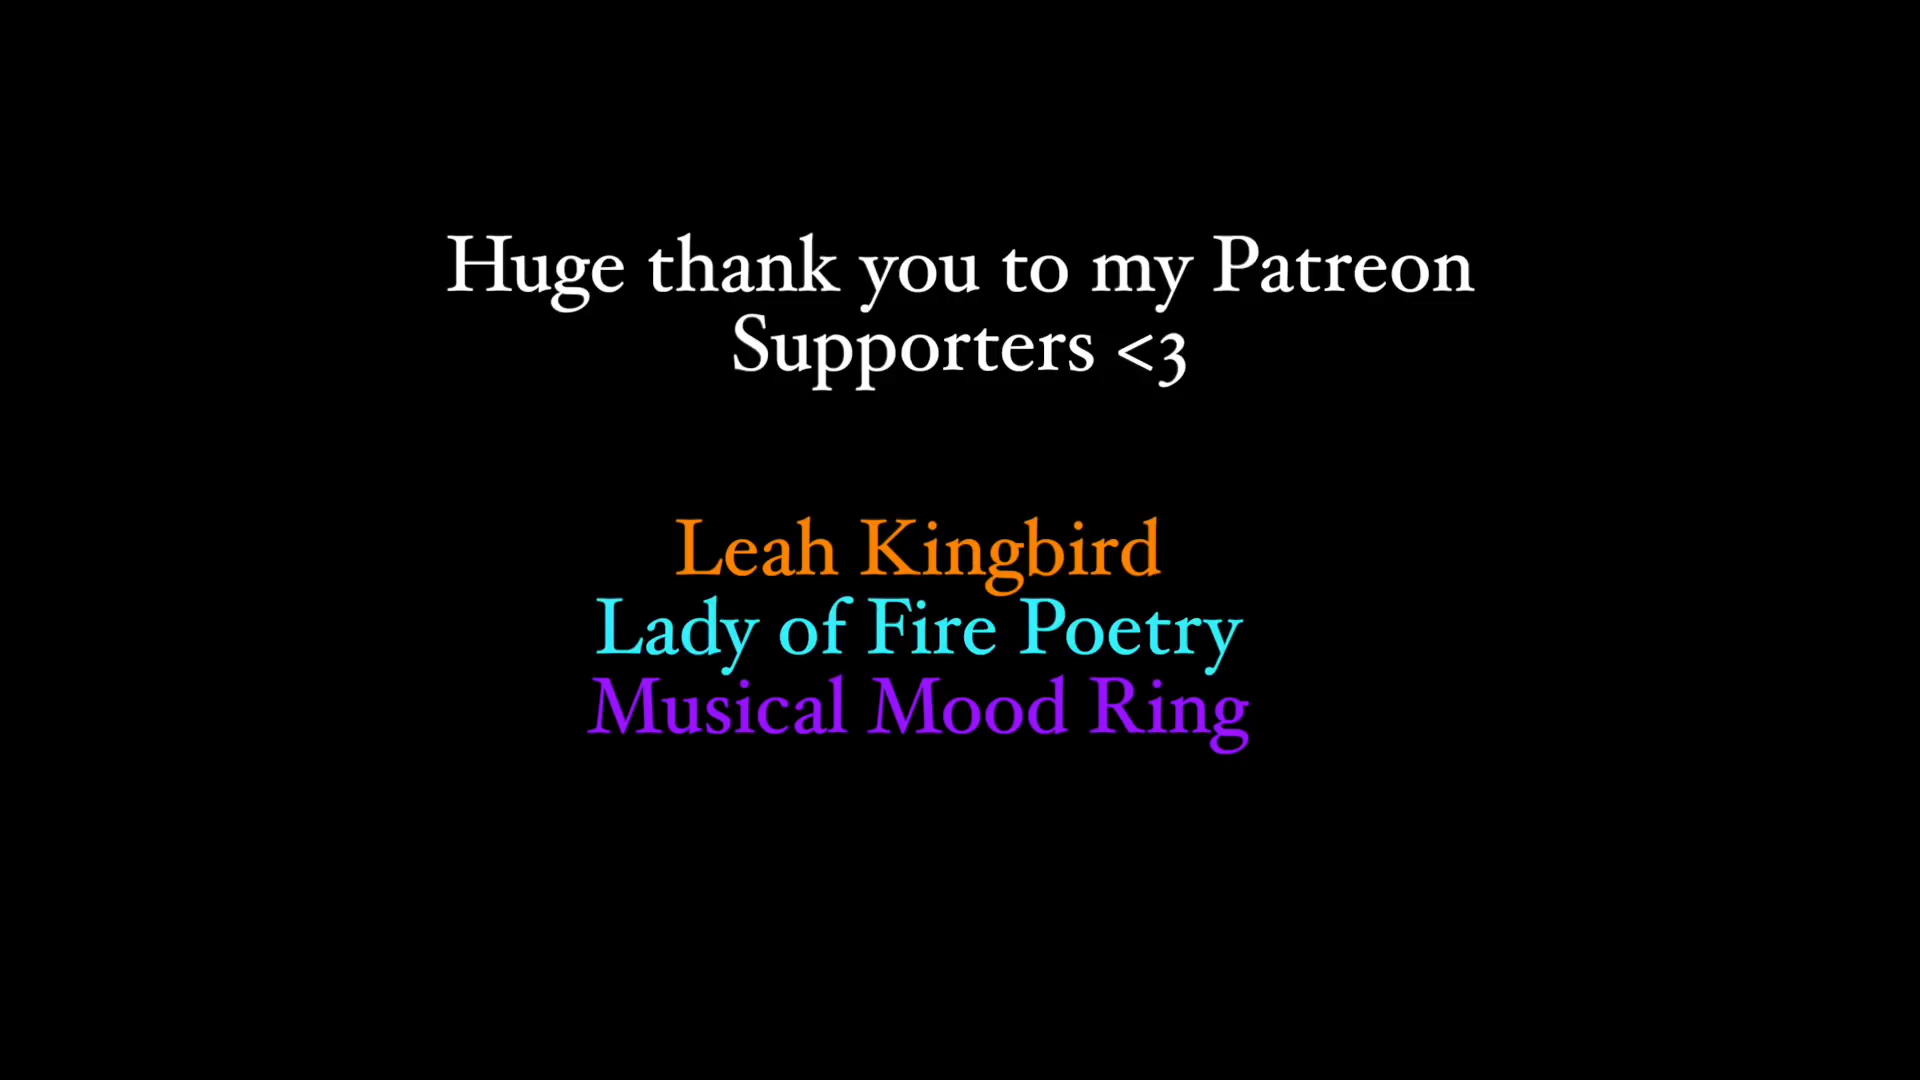 Huge thank you to my Patreon
Supporters <3
Leah Kingbird
Lady of Fire Poetry
Musical Mood Ring